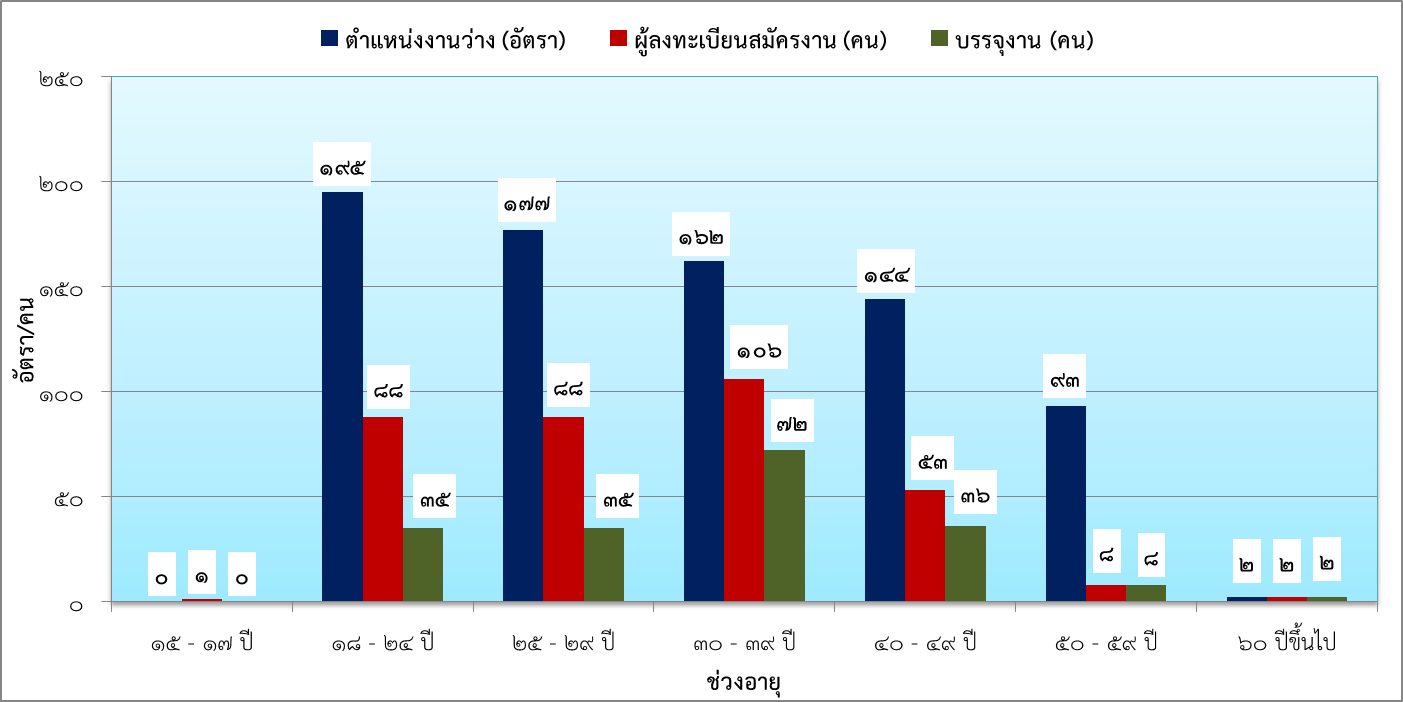 ตำแหน่งงานว่าง (อัตรา) ผู้ลงทะเบียนสมัครงาน (คน) บรรจุงาน (คน)
๒๕๐
๒๐๐
๑๕๐
๑๐๐
๕๐
๐
อัตรา/คน
๐ ๑ ๐
๑๙๕ ๘๘ ๓๕
๑๗๗ ๘๘ ๓๕
๑๖๒ ๑๐๖ ๗๒
๑๔๔ ๕๓ ๓๖
๙๓ ๘ ๘
๒ ๒ ๒
๑๕ - ๑๗ ปี ๑๘ - ๒๔ ปี ๒๕ - ๒๙ ปี ๓๐ - ๓๙ ปี ๔๐ - ๔๙ ปี ๕๐ - ๕๙ ปี ๖๐ ปีขึ้นไป
ช่วงอายุ